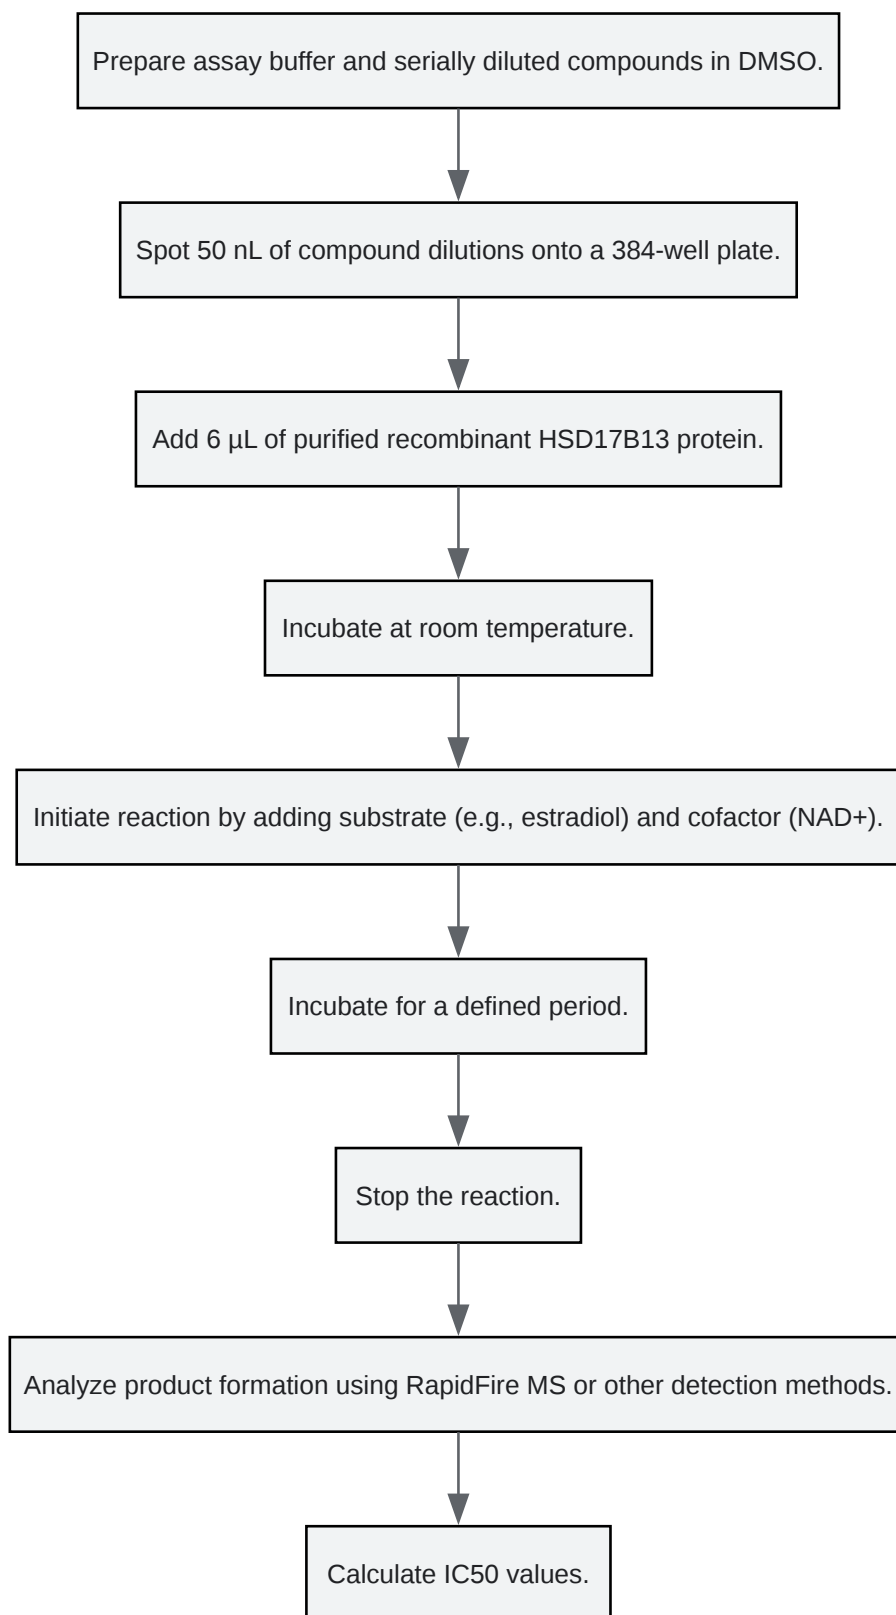 Prepare assay buffer and serially diluted compounds in DMSO.
Spot 50 nL of compound dilutions onto a 384-well plate.
Add 6 µL of purified recombinant HSD17B13 protein.
Incubate at room temperature.
Initiate reaction by adding substrate (e.g., estradiol) and cofactor (NAD+).
Incubate for a defined period.
Stop the reaction.
Analyze product formation using RapidFire MS or other detection methods.
Calculate IC50 values.